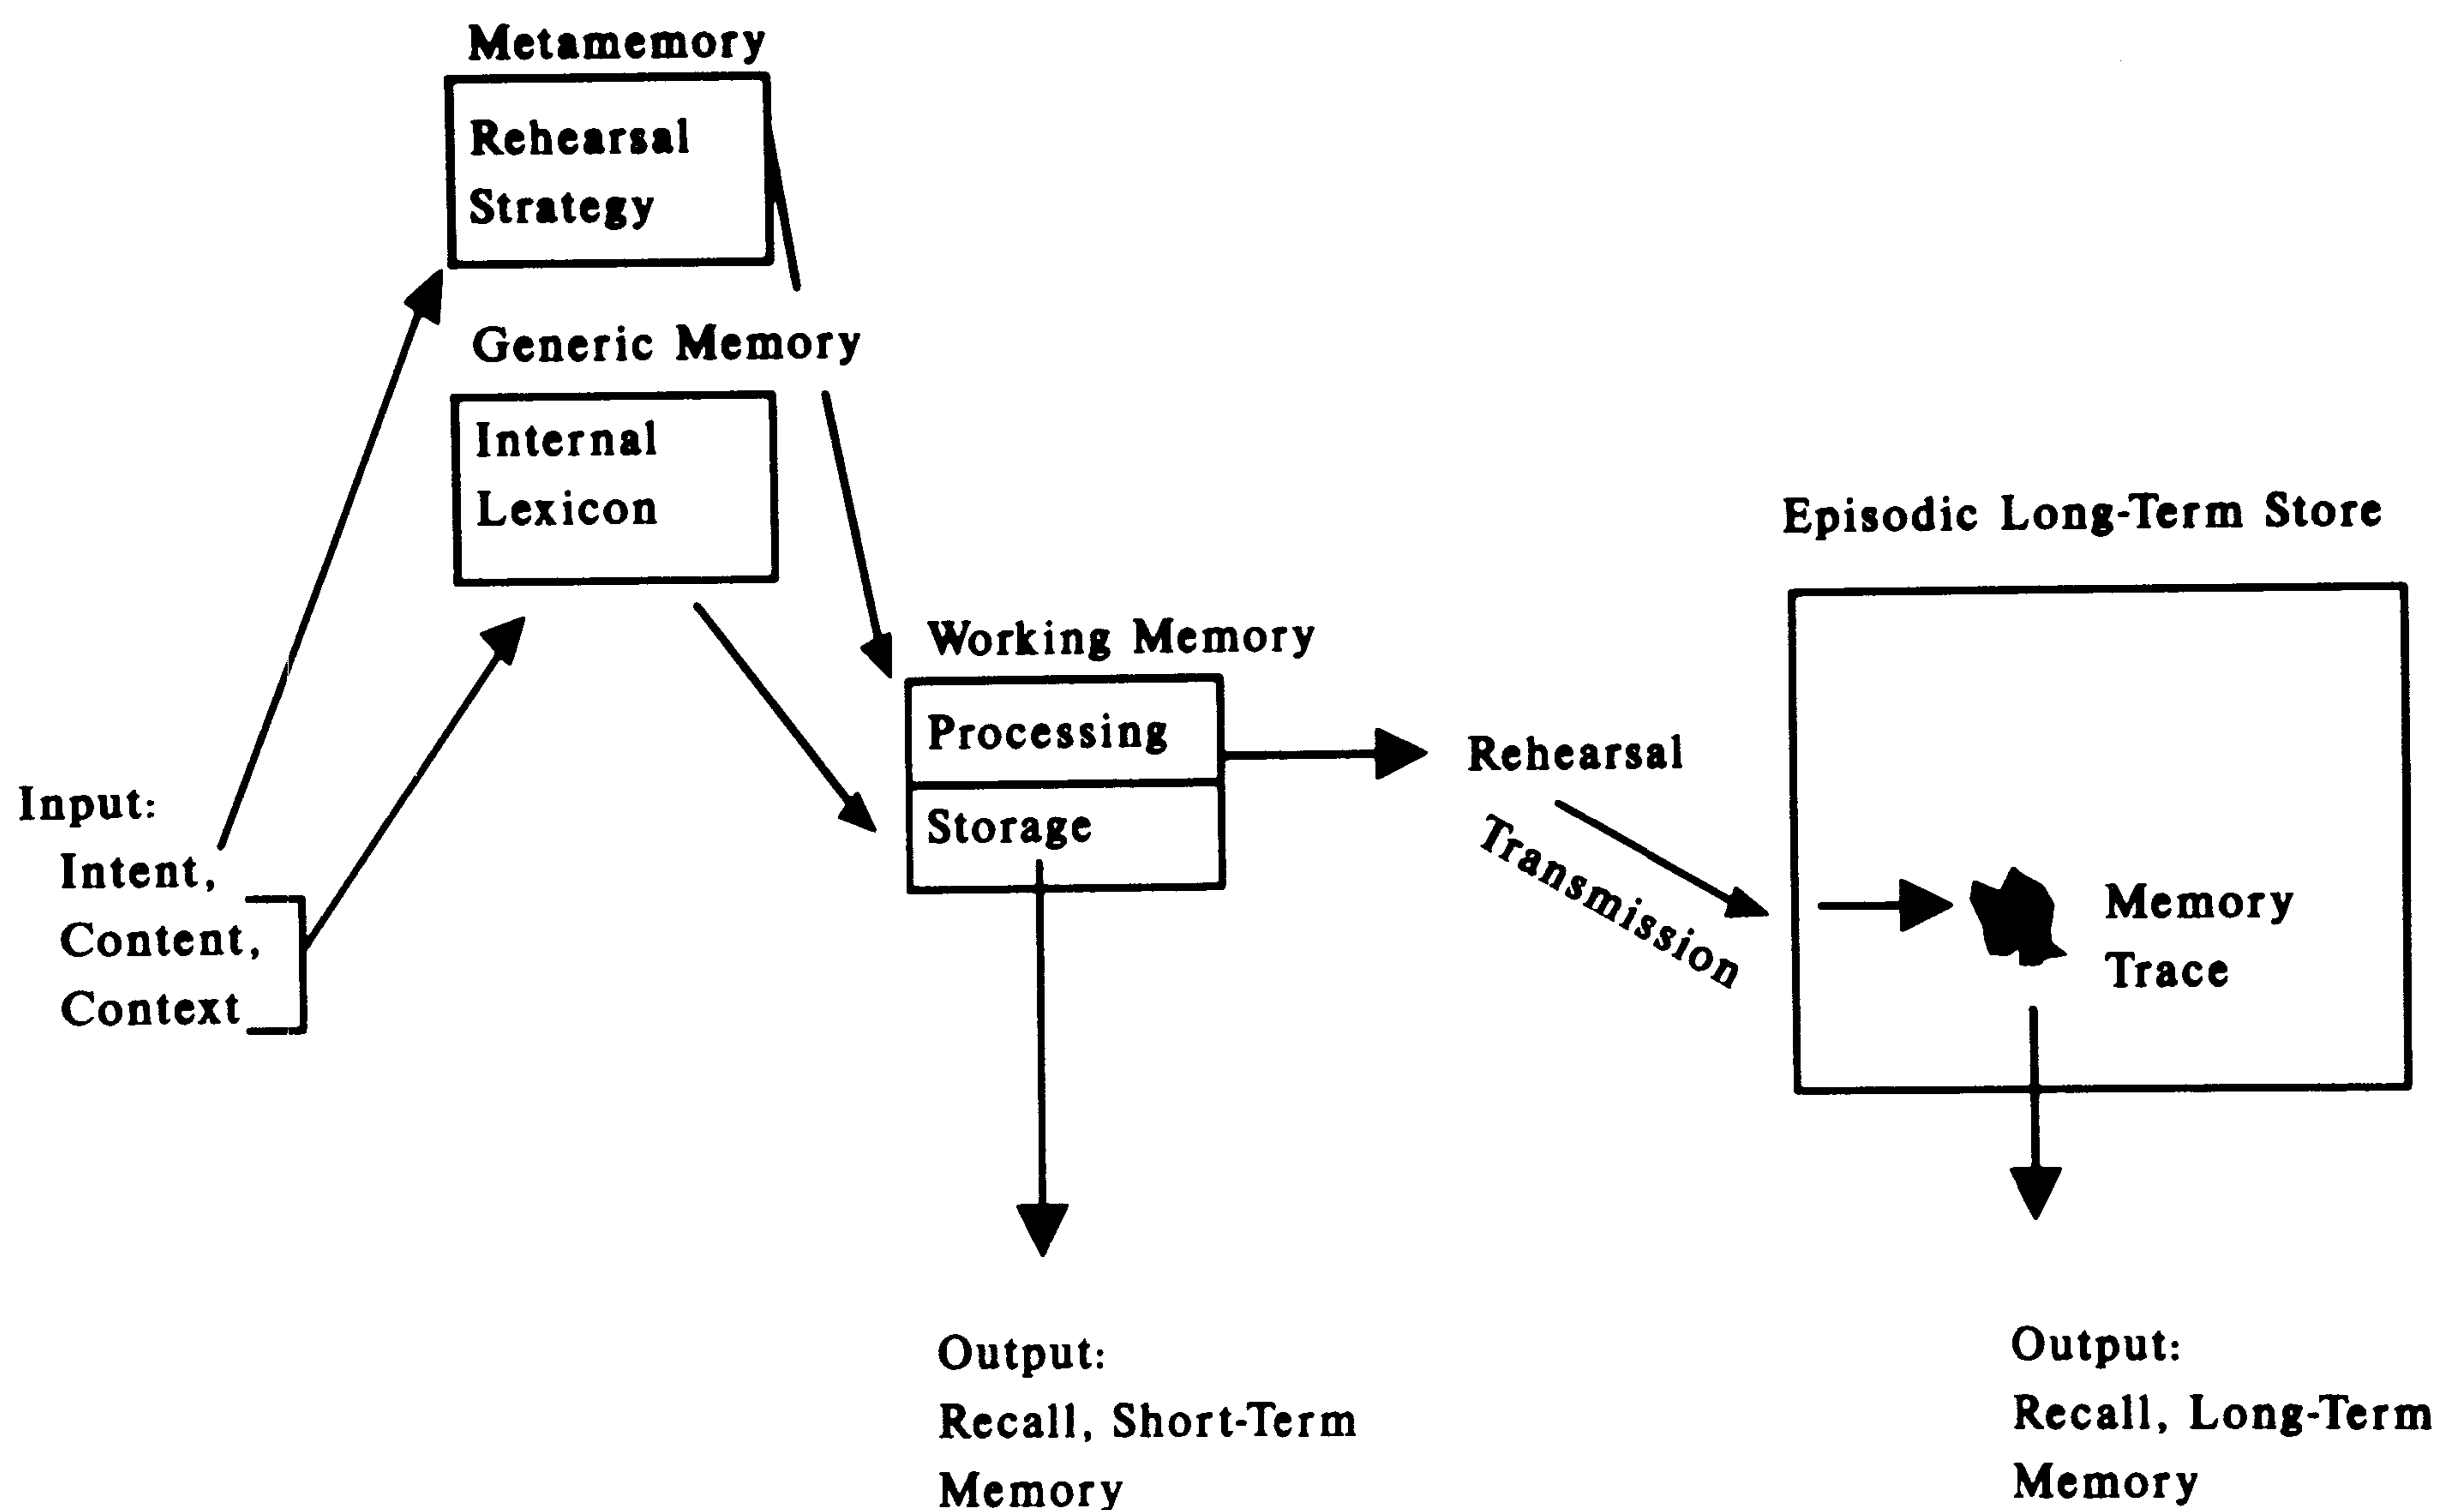 Metamemory
Rehearsal
Strategy
Generic Memory
Internal
Lexicon
Input:
Intent,
Content,
Context
Working Memory
Processing
Storage
Rehearsal
Transmission
Episodic Long-Term Store
Memory
Trace
Output:
Recall, Short-Term
Memory
Output:
Recall, Long-Term
Memory